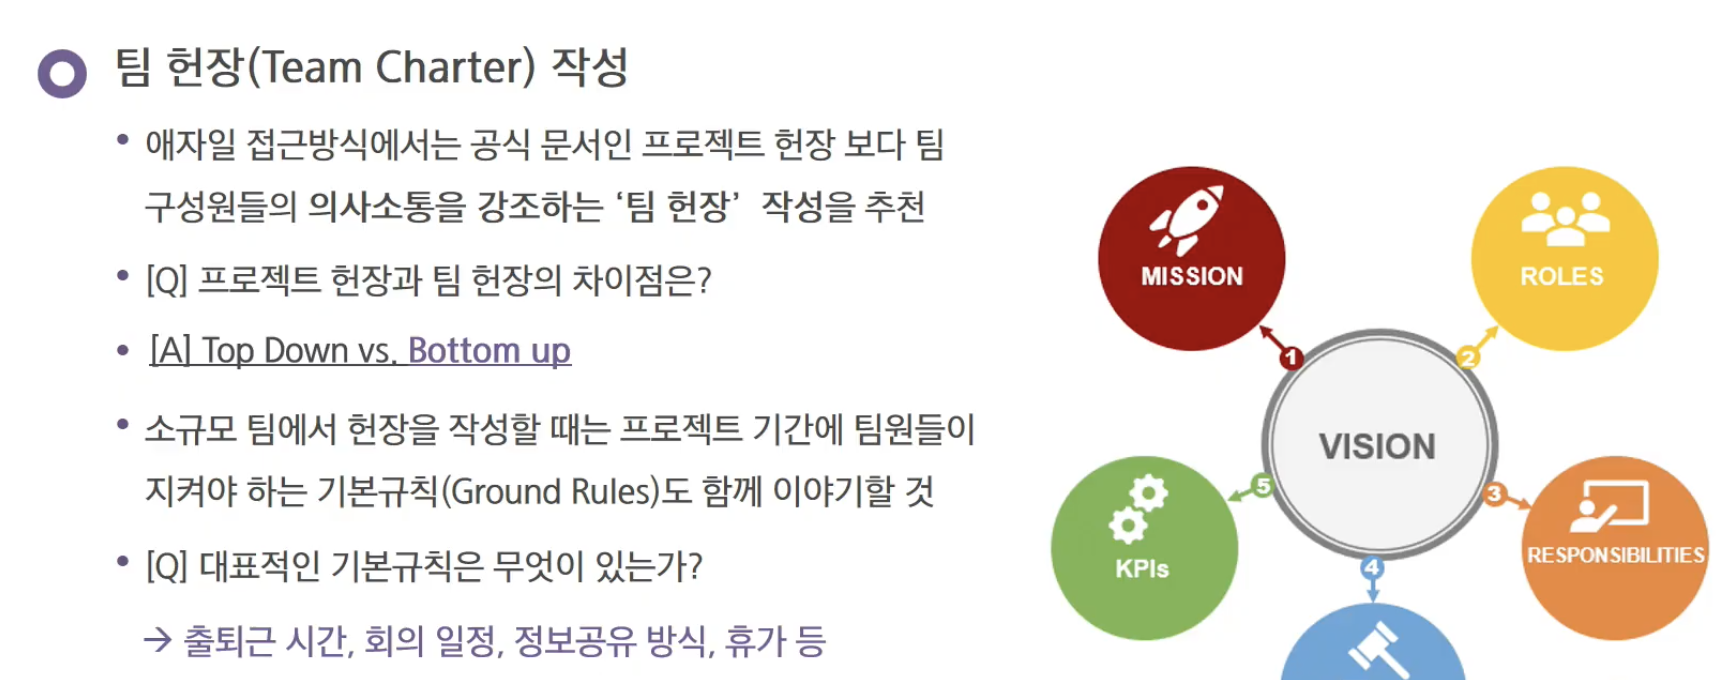 팀 헌장(Team Charter) 작성
• 애자일 접근방식에서는 공식 문서인 프로젝트 헌장 보다 팀
구성원들의 의사소통을 강조하는 ‘팀 헌장’ 작성을 추천
• [Q] 프로젝트 헌장과 팀 헌장의 차이점은?
• [A] Top Down vs. Bottom up
• 소규모 팀에서 헌장을 작성할 때는 프로젝트 기간에 팀원들이
지켜야 하는 기본규칙(Ground Rules)도 함께 이야기할 것
• [Q] 대표적인 기본규칙은 무엇이 있는가?
→ 출퇴근 시간, 회의 일정, 정보공유 방식, 휴가 등
VISION
1
MISSION
2
ROLES
3
RESPONSIBILITIES
4
5
KPIs